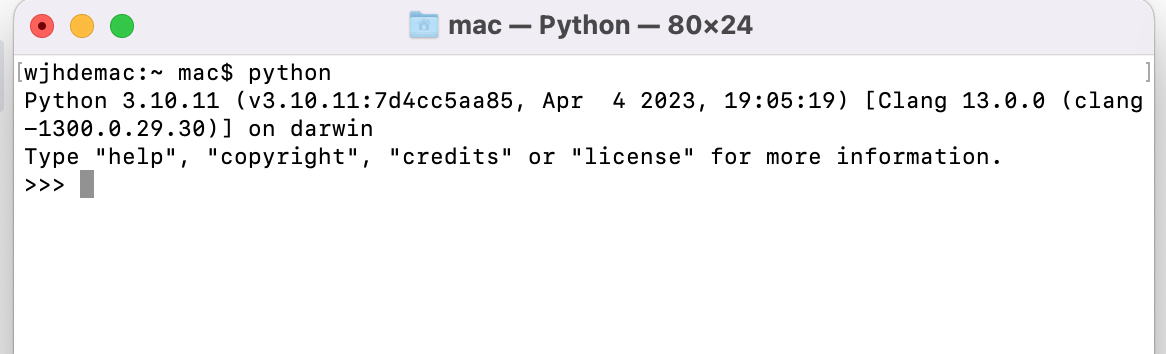 mac — Python — 80×24
[wjhdemac:~ mac$ python ]
Python 3.10.11 (v3.10.11:7d4cc5aa85, Apr  4 2023, 19:05:19) [Clang 13.0.0 (clang
-1300.0.29.30)] on darwin
Type "help", "copyright", "credits" or "license" for more information.
>>>